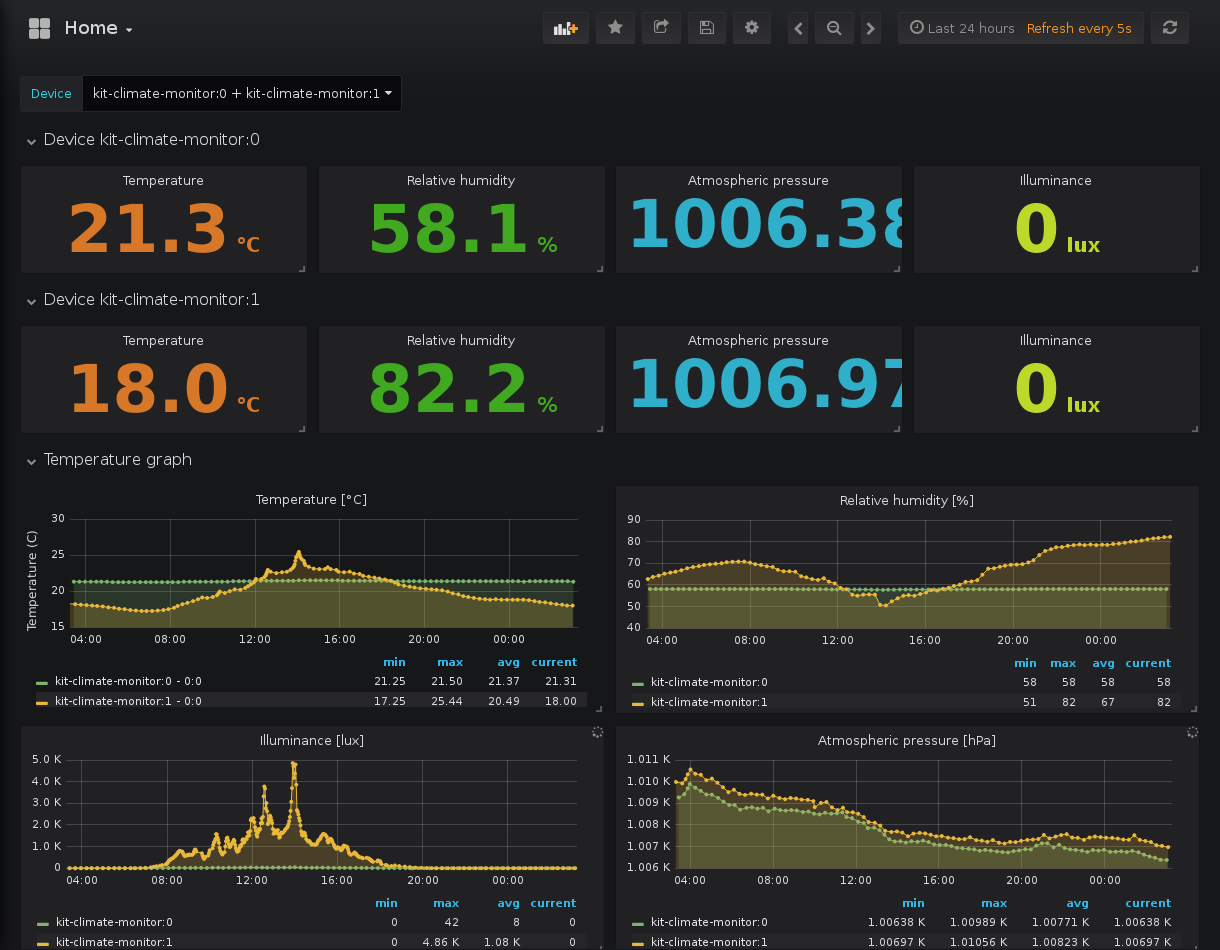 Home
Last 24 hours Refresh every 5s
Device kit-climate-monitor:0 + kit-climate-monitor:1
Device kit-climate-monitor:0
Temperature Relative humidity Atmospheric pressure Illuminance
21.3 °C 58.1 % 1006.38 0 lux
Device kit-climate-monitor:1
Temperature Relative humidity Atmospheric pressure Illuminance
18.0 °C 82.2 % 1006.97 0 lux
Temperature graph
Temperature [°C]
Temperature (C)
30
25
20
15
04:00 08:00 12:00 16:00 20:00 00:00
min max avg current
kit-climate-monitor:0 - 0:0 21.25 21.50 21.37 21.31
kit-climate-monitor:1 - 0:0 17.25 25.44 20.49 18.00
Relative humidity [%]
90
80
70
60
50
40
04:00 08:00 12:00 16:00 20:00 00:00
min max avg current
kit-climate-monitor:0 58 58 58 58
kit-climate-monitor:1 51 82 67 82
Illuminance [lux]
5.0 K
4.0 K
3.0 K
2.0 K
1.0 K
0
04:00 08:00 12:00 16:00 20:00 00:00
min max avg current
kit-climate-monitor:0 0 42 8 0
kit-climate-monitor:1 0 4.86 K 1.08 K 0
Atmospheric pressure [hPa]
1.011 K
1.010 K
1.009 K
1.008 K
1.007 K
1.006 K
04:00 08:00 12:00 16:00 20:00 00:00
min max avg current
kit-climate-monitor:0 1.00638 K 1.00989 K 1.00771 K 1.00638 K
kit-climate-monitor:1 1.00697 K 1.01056 K 1.00823 K 1.00697 K